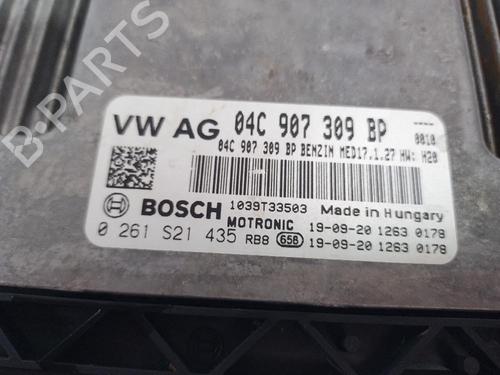 B-PARTS
VW AG 04C 907 309 BP ----
04C 907 309 BP BENZIN MED17.1.27 HW: H20 0010
BOSCH 1039T33503 Made in Hungary
MOTRONIC 19-09-20 1263 0178
0 261 S21 435 RBB 65B 19-09-20 1263 0178